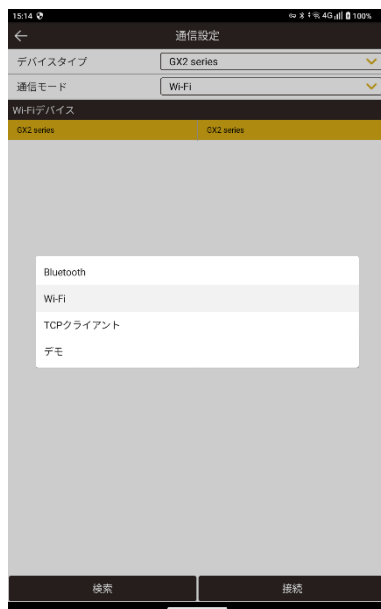 15:14 4G 100%
通信設定
デバイスタイプ GX2 series
通信モード Wi-Fi
Wi-Fiデバイス
GX2 series GX2 series
Bluetooth
Wi-Fi
TCPクライアント
デモ
検索 接続